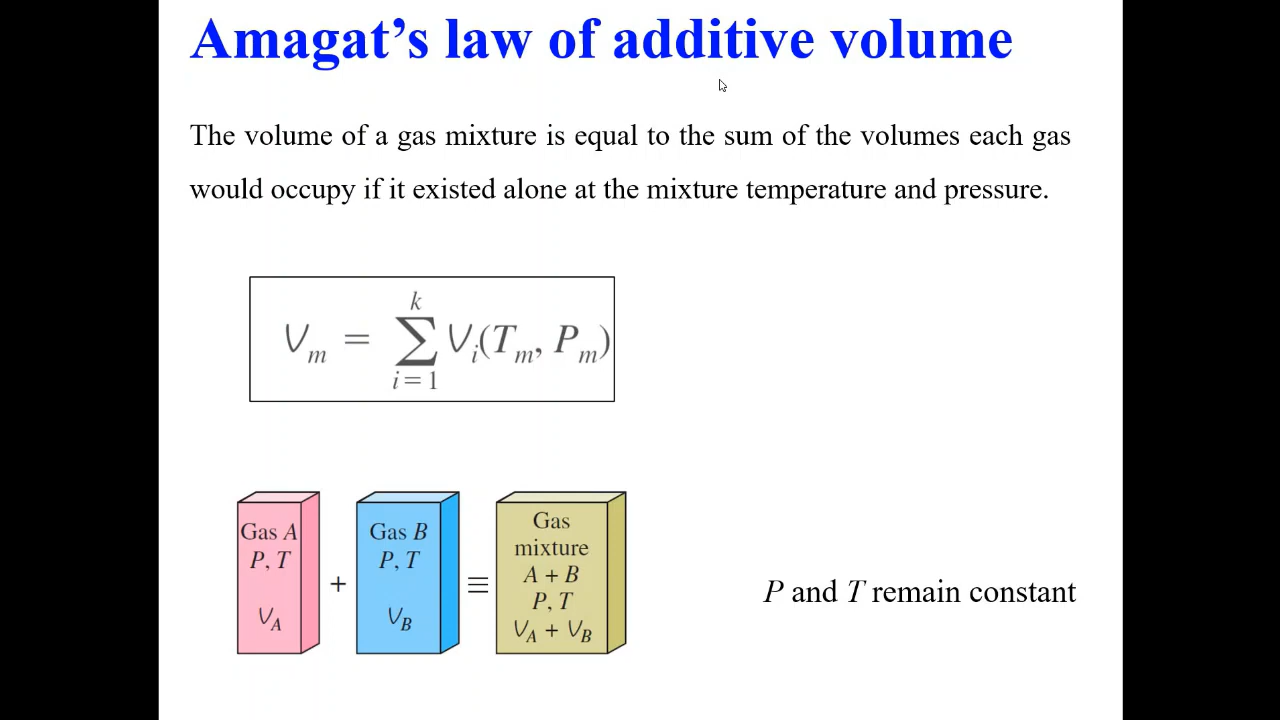 Amagat's law of additive volume
The volume of a gas mixture is equal to the sum of the volumes each gas
would occupy if it existed alone at the mixture temperature and pressure.
k
V_m = ∑ V_i(T_m, P_m)
i = 1
Gas A
P, T
V_A
+
Gas B
P, T
V_B
≡
Gas
mixture
A + B
P, T
V_A + V_B
P and T remain constant